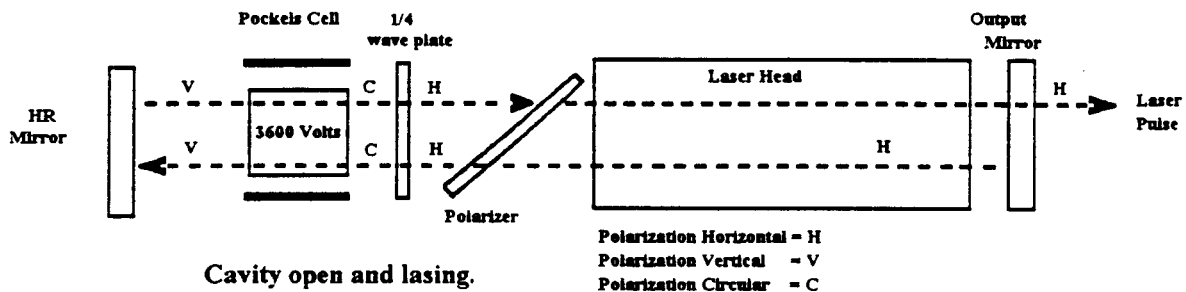 Pockels Cell
1/4
wave plate
Output
Mirror
HR
Mirror
V
C
H
Laser Head
H
Laser
Pulse
3600 Volts
V
C
H
H
Polarizer
Polarization Horizontal = H
Polarization Vertical = V
Polarization Circular = C
Cavity open and lasing.